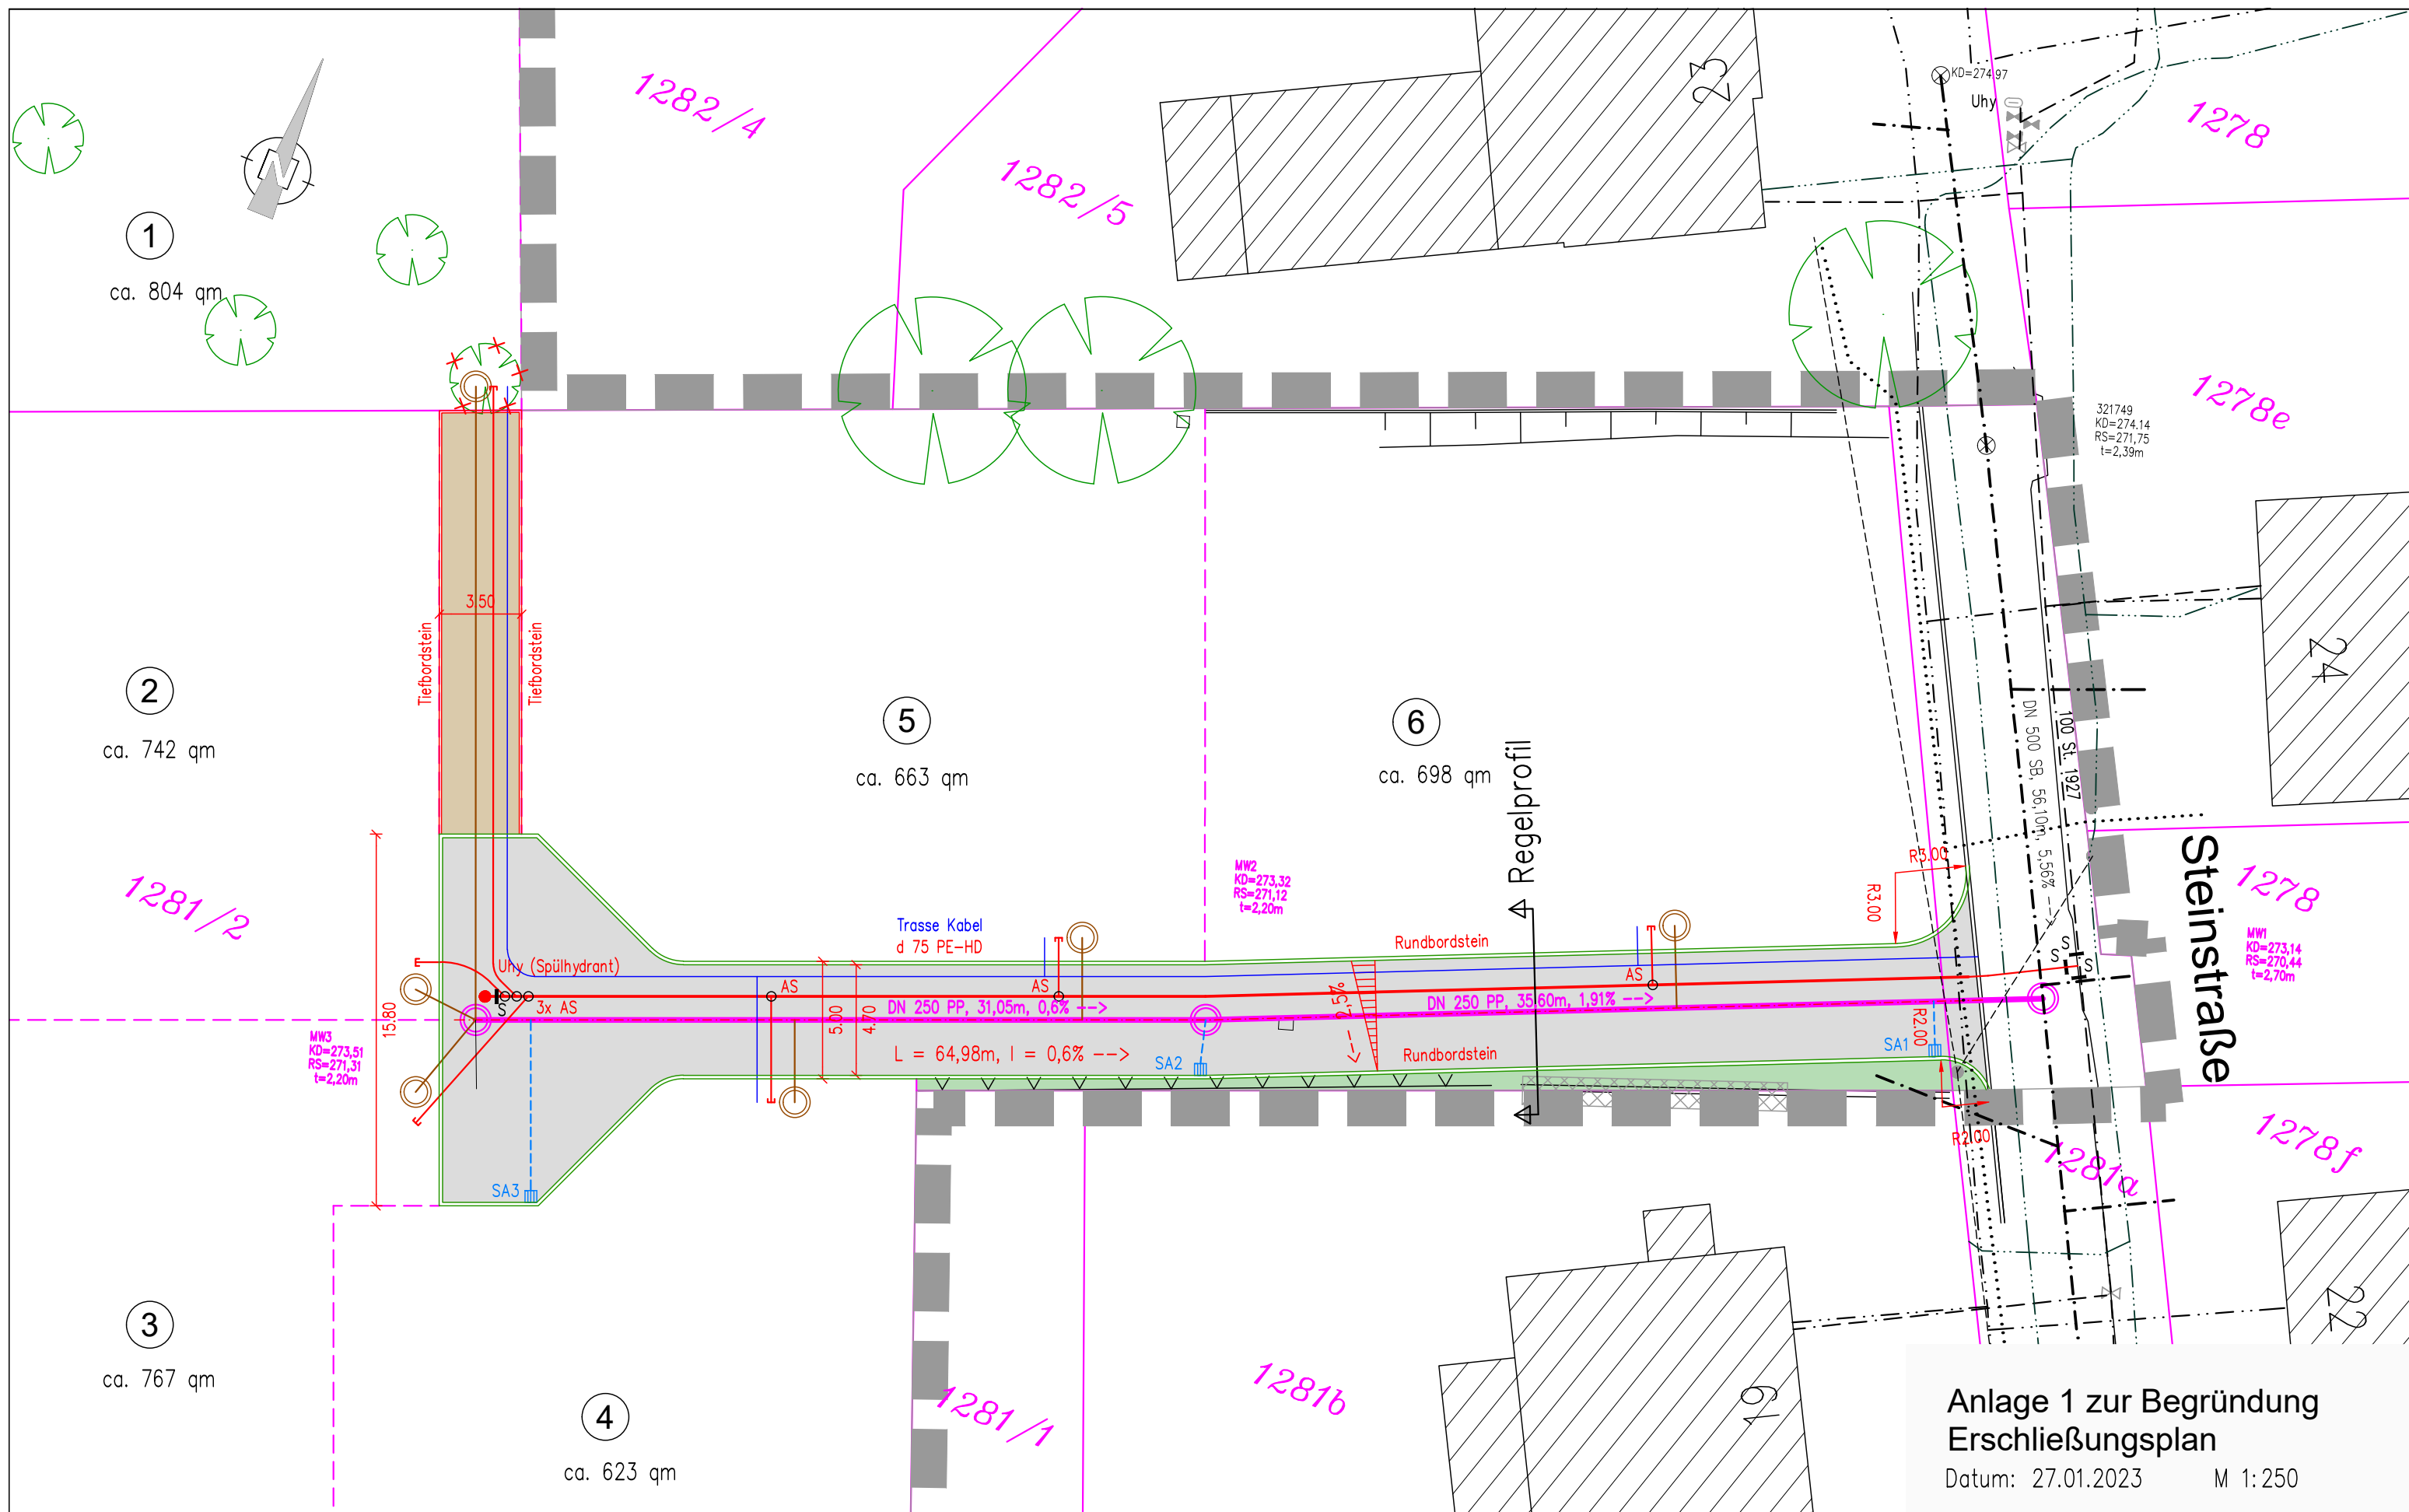 1282/4
1282/5
23
KD=274.97
Uhy
1278
N
1
ca. 804 qm
1278e
321749
KD=274.14
RS=271,75
t=2,39m
3.50
Tiefbordstein
Tiefbordstein
24
2
ca. 742 qm
5
ca. 663 qm
6
ca. 698 qm
Regelprofil
DN 500 SB, 56,10m, 5,56%
100 St. 1927
Steinstraße
1281/2
MW2
KD=273,32
RS=271,12
t=2,20m
R3.00
R3.00
1278
MW1
KD=273,14
RS=270,44
t=2,70m
Trasse Kabel
d 75 PE-HD
Rundbordstein
S
S
S
Uhy (Spülhydrant)
AS
AS
AS
S
3x AS
DN 250 PP, 31,05m, 0,6% -->
DN 250 PP, 35,60m, 1,91% -->
2,5%
15.80
5.00
4.70
R2.00
MW3
KD=273,51
RS=271,31
t=2,20m
L = 64,98m, I = 0,6% -->
SA2
Rundbordstein
SA1
R2.00
SA3
1281a
1278f
3
ca. 767 qm
4
ca. 623 qm
1281/1
1281b
19
22
Anlage 1 zur Begründung
Erschließungsplan
Datum: 27.01.2023 M 1:250